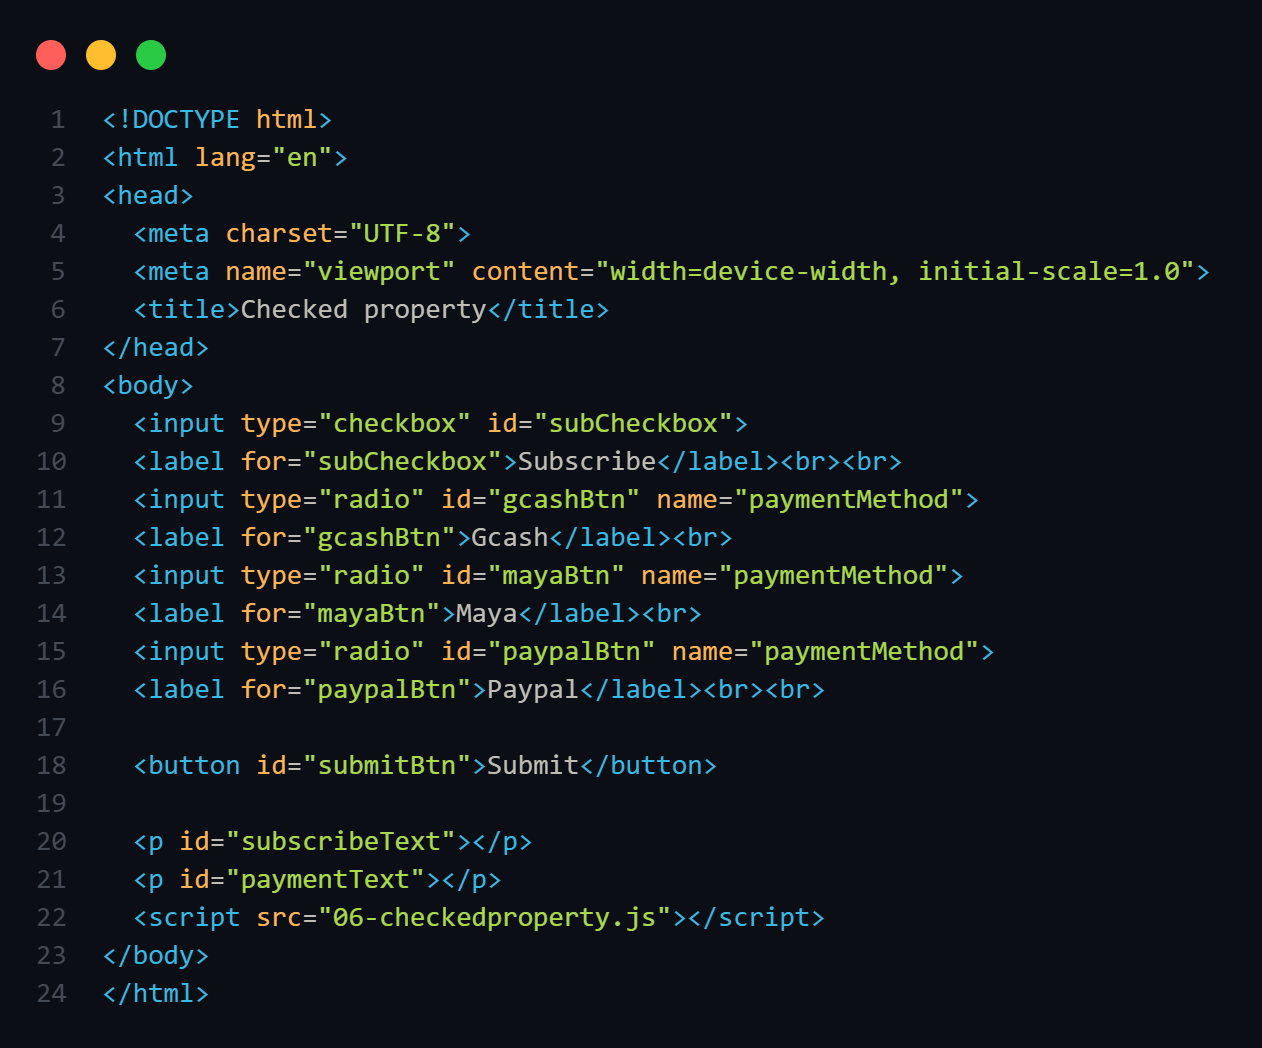 1 <!DOCTYPE html>
2 <html lang="en">
3 <head>
4   <meta charset="UTF-8">
5   <meta name="viewport" content="width=device-width, initial-scale=1.0">
6   <title>Checked property</title>
7 </head>
8 <body>
9   <input type="checkbox" id="subCheckbox">
10   <label for="subCheckbox">Subscribe</label><br><br>
11   <input type="radio" id="gcashBtn" name="paymentMethod">
12   <label for="gcashBtn">Gcash</label><br>
13   <input type="radio" id="mayaBtn" name="paymentMethod">
14   <label for="mayaBtn">Maya</label><br>
15   <input type="radio" id="paypalBtn" name="paymentMethod">
16   <label for="paypalBtn">Paypal</label><br><br>
17
18   <button id="submitBtn">Submit</button>
19
20   <p id="subscribeText"></p>
21   <p id="paymentText"></p>
22   <script src="06-checkedproperty.js"></script>
23 </body>
24 </html>